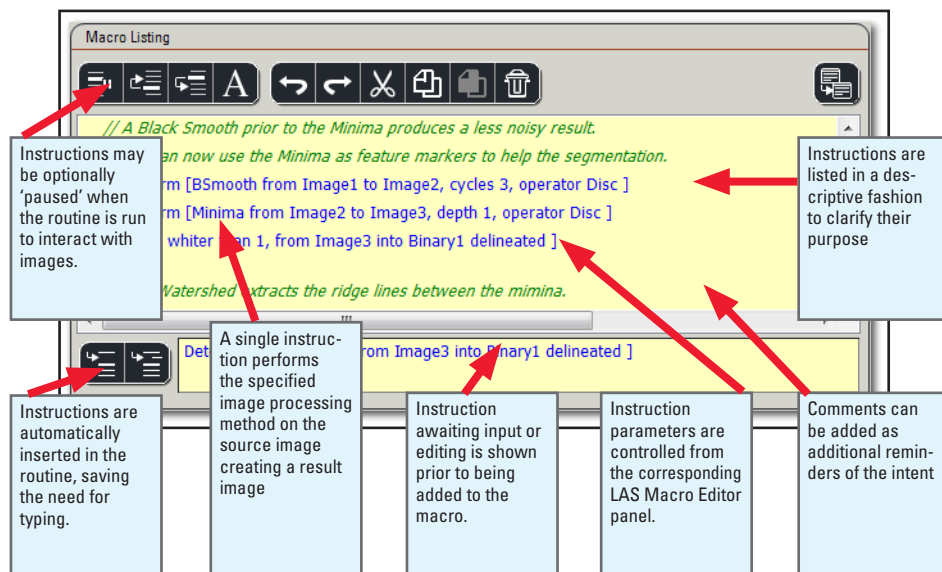 Macro Listing
A
// A Black Smooth prior to the Minima produces a less noisy result.
an now use the Minima as feature markers to help the segmentation.
rm [BSmooth from Image1 to Image2, cycles 3, operator Disc ]
rm [Minima from Image2 to Image3, depth 1, operator Disc ]
whiter than 1, from Image3 into Binary1 delineated ]
Watershed extracts the ridge lines between the mimina.
Det
rom Image3 into Binary1 delineated ]
Instructions may
be optionally
‘paused’ when
the routine is run
to interact with
images.
Instructions are
listed in a des-
criptive fashion
to clarify their
purpose
Instructions are
automatically
inserted in the
routine, saving
the need for
typing.
A single instruc-
tion performs
the specified
image processing
method on the
source image
creating a result
image
Instruction
awaiting input or
editing is shown
prior to being
added to the
macro.
Instruction
parameters are
controlled from
the corresponding
LAS Macro Editor
panel.
Comments can
be added as
additional remin-
ders of the intent